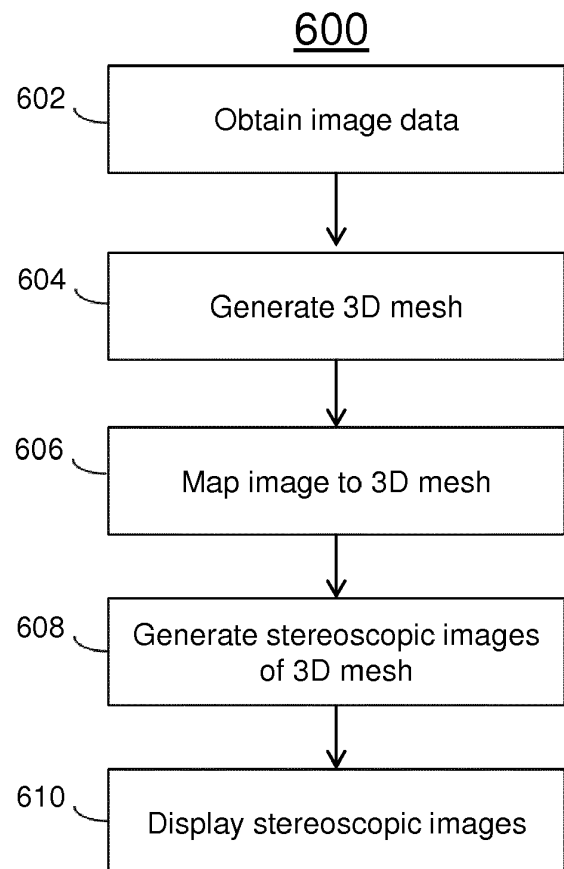 600
602
Obtain image data
604
Generate 3D mesh
606
Map image to 3D mesh
608
Generate stereoscopic images
of 3D mesh
610
Display stereoscopic images